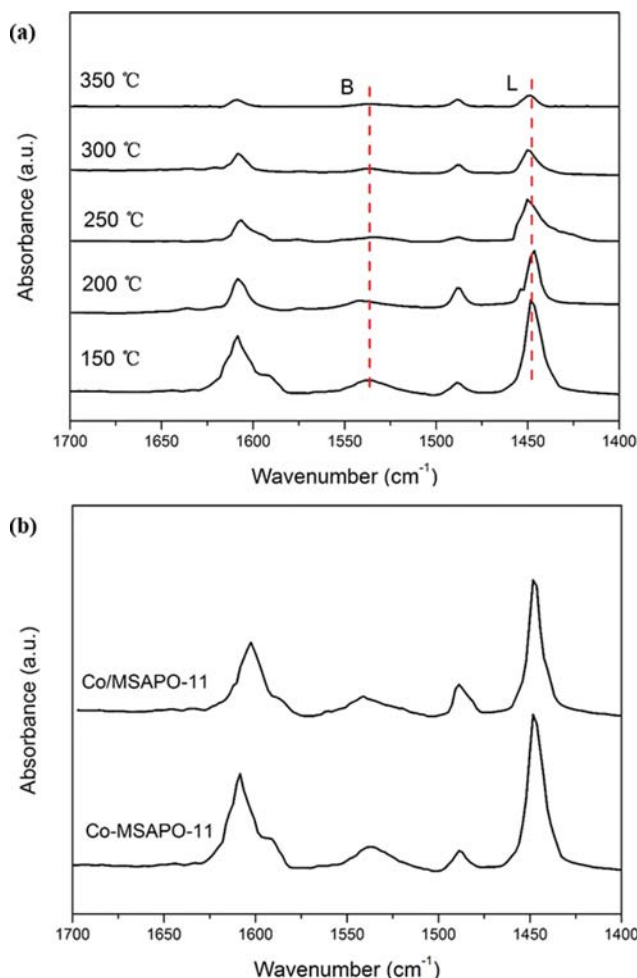 (a)
350 ℃
B
L
300 ℃
250 ℃
200 ℃
150 ℃
Absorbance (a.u.)
1700 1650 1600 1550 1500 1450 1400
Wavenumber (cm⁻¹)
(b)
Co/MSAPO-11
Co-MSAPO-11
Absorbance (a.u.)
1700 1650 1600 1550 1500 1450 1400
Wavenumber (cm⁻¹)